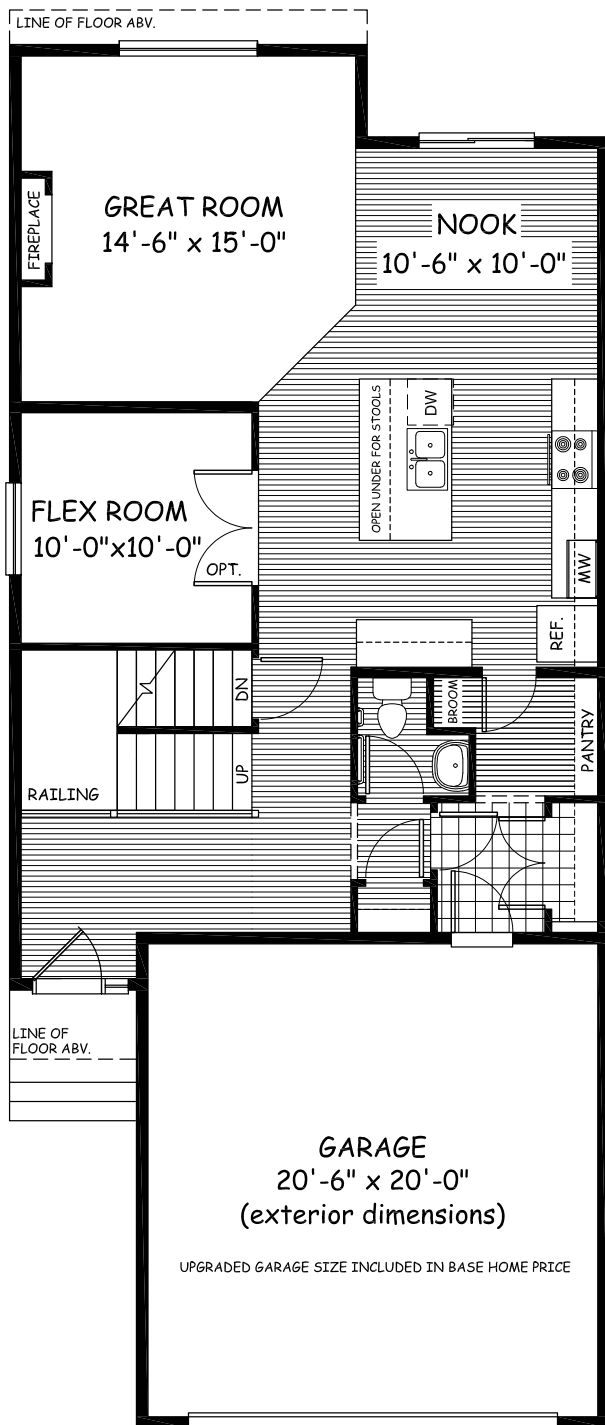 LINE OF FLOOR ABV.
FIREPLACE
GREAT ROOM
14'-6" x 15'-0"
NOOK
10'-6" x 10'-0"
OPEN UNDER FOR STOOLS
DW
FLEX ROOM
10'-0"x10'-0"
OPT.
MW
REF.
DN
BROOM
PANTRY
UP
RAILING
LINE OF
FLOOR ABV.
GARAGE
20'-6" x 20'-0"
(exterior dimensions)
UPGRADED GARAGE SIZE INCLUDED IN BASE HOME PRICE